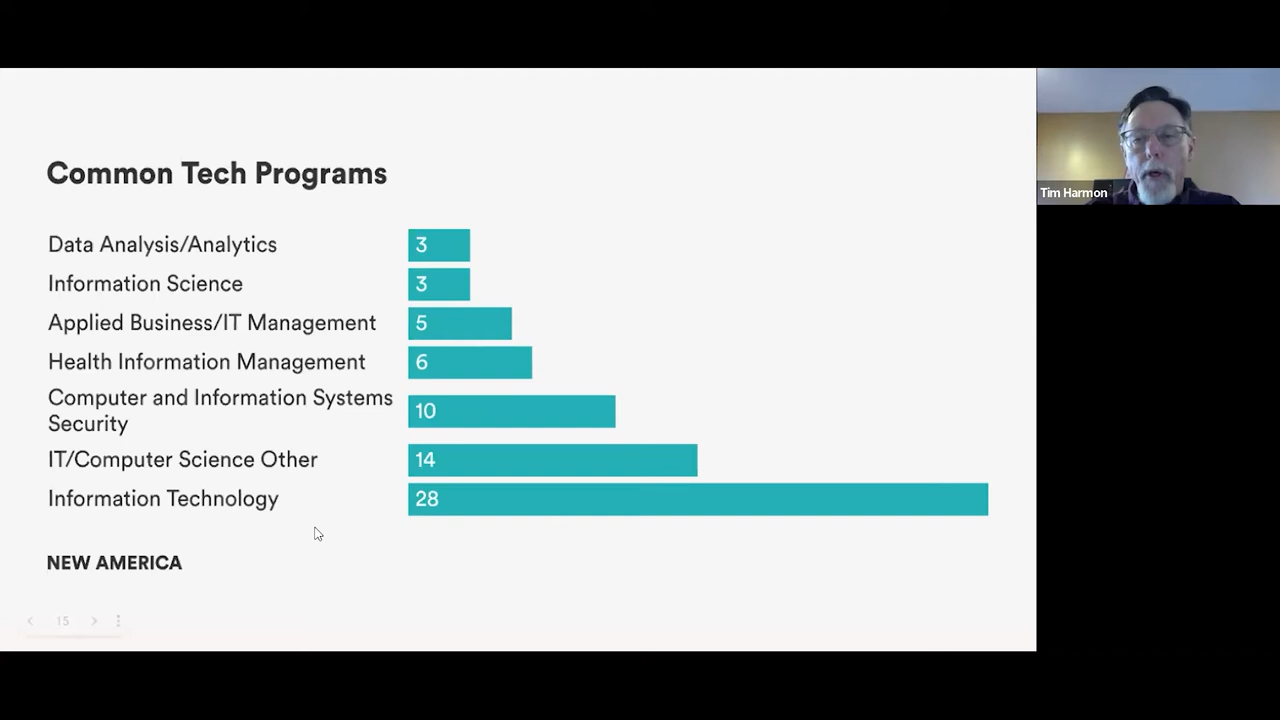 Common Tech Programs
Data Analysis/Analytics
3
Information Science
3
Applied Business/IT Management
5
Health Information Management
6
Computer and Information Systems
Security
10
IT/Computer Science Other
14
Information Technology
28
NEW AMERICA
15
Tim Harmon